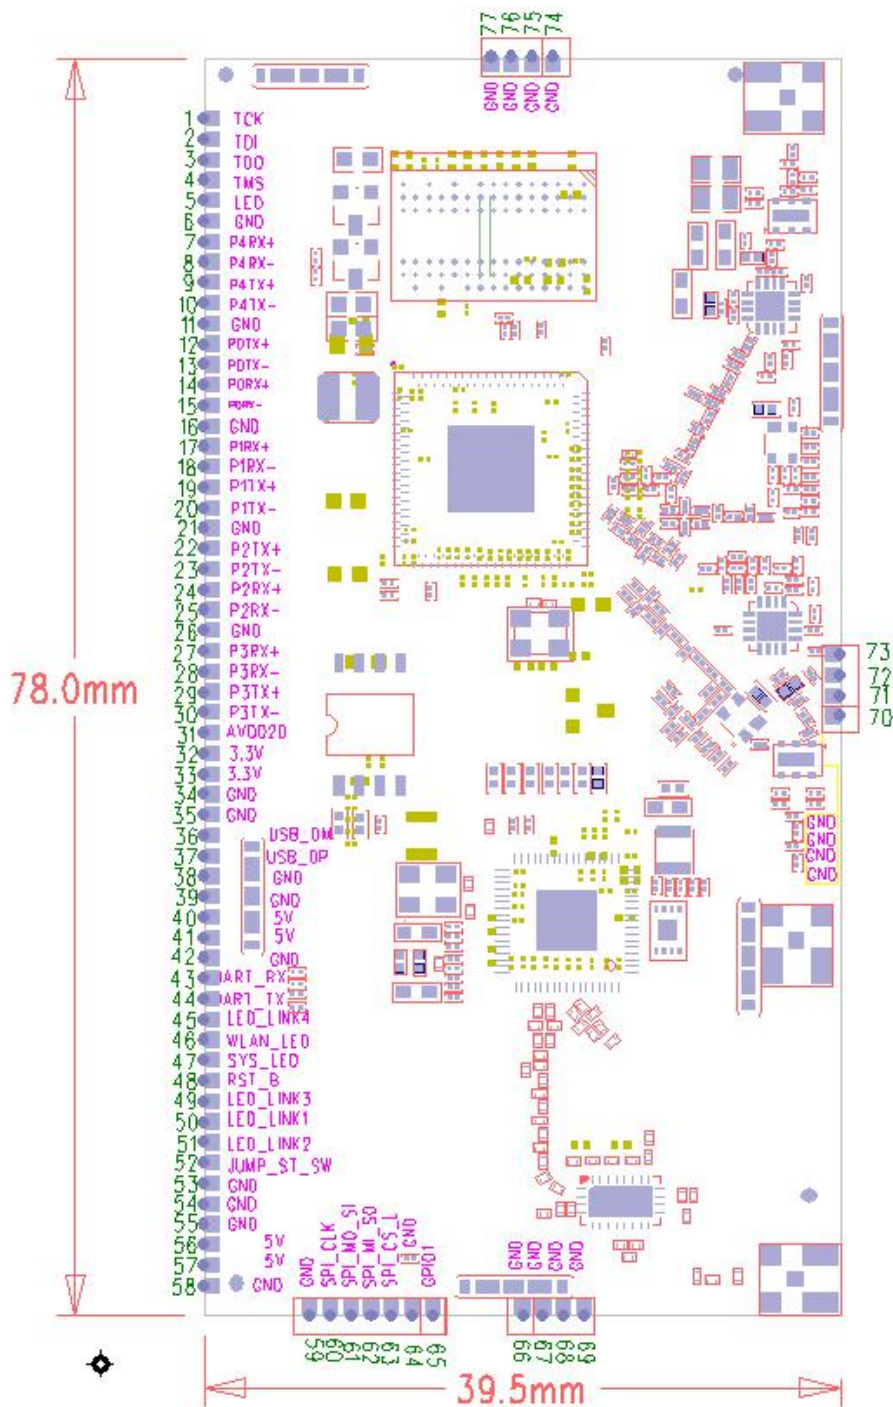 77 76 75 74
GND GND GND GND
1 TCK
2 TDI
3 TDO
4 TMS
5 LED
6 GND
7 P4RX+
8 P4RX-
9 P4TX+
10 P4TX-
11 GND
12 P0TX+
13 P0TX-
14 P0RX+
15 P0RX-
16 GND
17 P1RX+
18 P1RX-
19 P1TX+
20 P1TX-
21 GND
22 P2TX+
23 P2TX-
24 P2RX+
25 P2RX-
26 GND
27 P3RX+
28 P3RX-
29 P3TX+
30 P3TX-
31 AVDD20
32 3.3V
33 3.3V
34 GND
35 GND
36 USB_DM
37 USB_DP
38 GND
39 GND
40 5V
41 5V
42 GND
43 UART_RX
44 UART_TX
45 LED_LINK4
46 WLAN_LED
47 SYS_LED
48 RST_B
49 LED_LINK3
50 LED_LINK1
51 LED_LINK2
52 JUMP_ST_SW
53 GND
54 GND
55 GND
56 5V
57 5V
58 GND
78.0mm
73
72
71
70
GND
GND
GND
GND
GND SPI_CLK SPI_MO_SI SPI_MI_SO SPI_CS_L GND GPIO1
GND GND GND GND
59 60 61 62 63 64 65
66 67 68 69
39.5mm